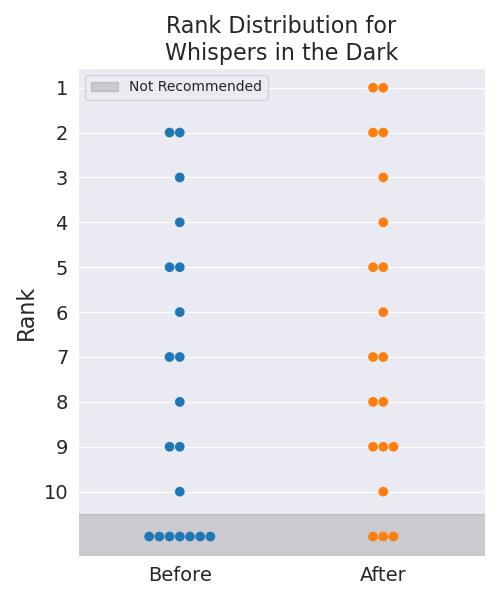 Rank Distribution for
Whispers in the Dark
Not Recommended
1
2
3
4
5
6
7
8
9
10
Rank
Before After